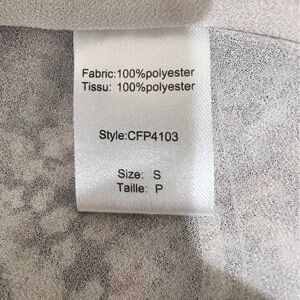 Fabric:100%polyester
Tissu: 100%polyester
Style:CFP4103
Size: S
Taille: P